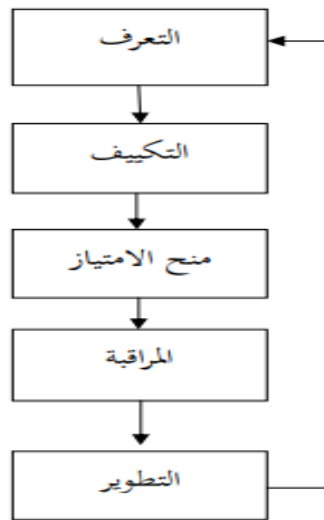 التعرف
التكييف
منح الامتياز
المراقبة
التطوير